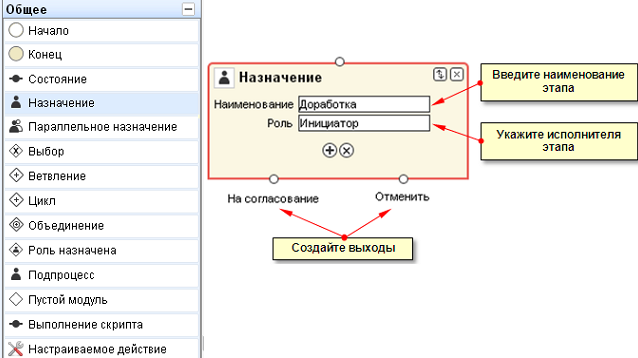 Общее
Начало
Конец
Состояние
Назначение
Параллельное назначение
Выбор
Ветвление
Цикл
Объединение
Роль назначена
Подпроцесс
Пустой модуль
Выполнение скрипта
Настраиваемое действие
Назначение
Наименование Доработка
Роль Инициатор
На согласование Отменить
Введите наименование
этапа
Укажите исполнителя
этапа
Создайте выходы